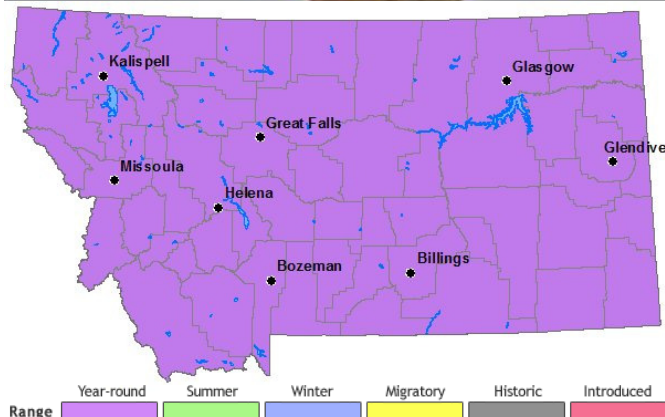 Kalispell
Glasgow
Great Falls
Glendive
Missoula
Helena
Bozeman
Billings
Year-round Summer Winter Migratory Historic Introduced
Range